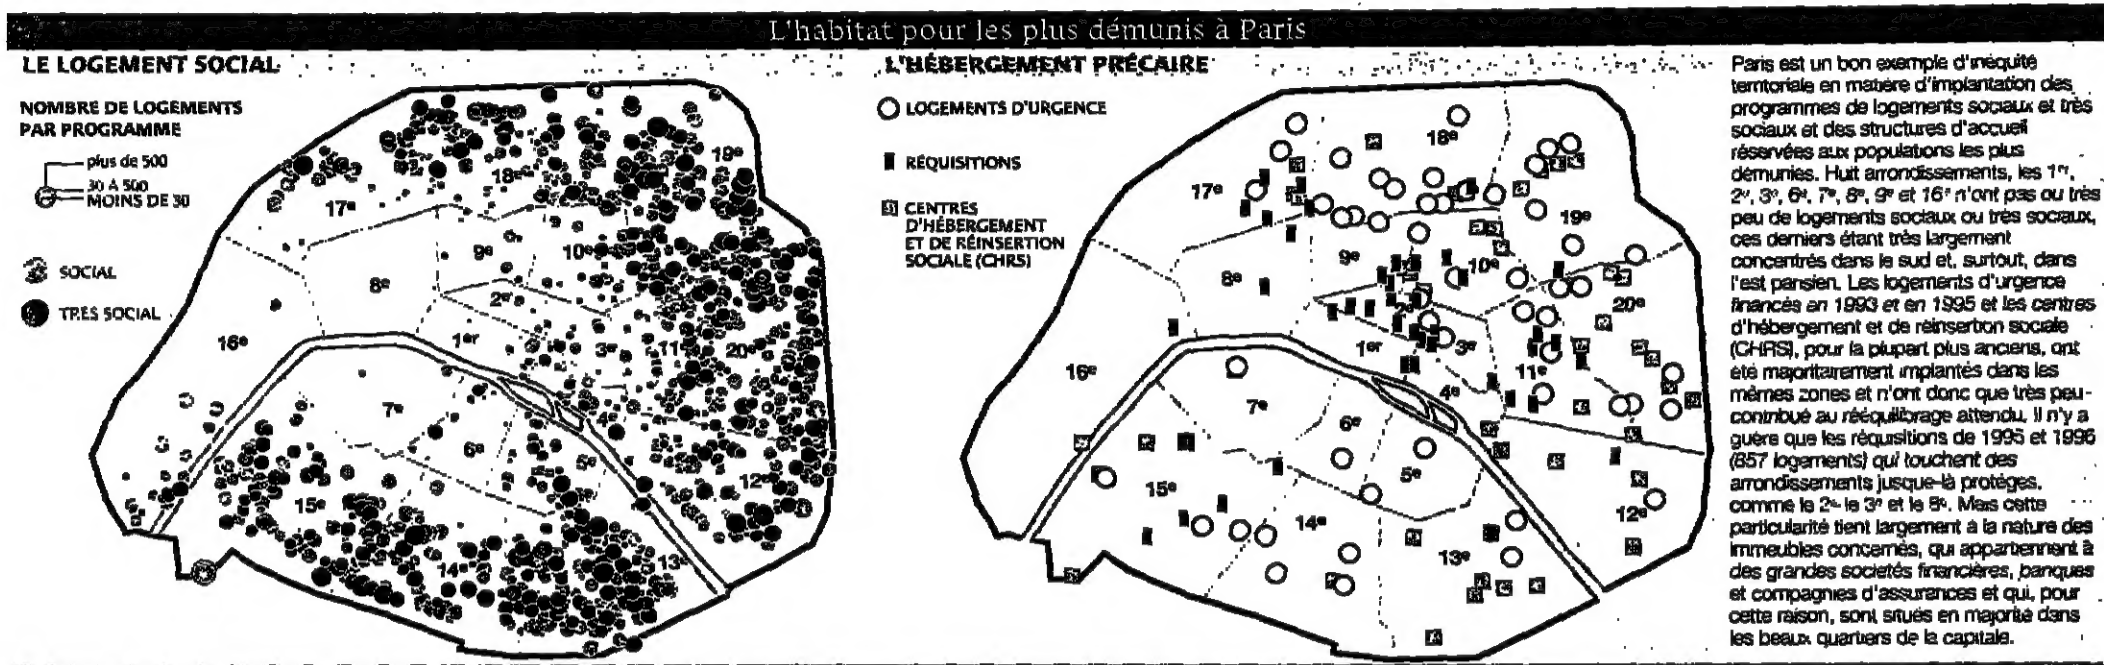 L'habitat pour les plus démunis à Paris
LE LOGEMENT SOCIAL
NOMBRE DE LOGEMENTS
PAR PROGRAMME
plus de 500
30 A 500
MOINS DE 30
SOCIAL
TRÈS SOCIAL
17e
18e
19e
9e
10e
8e
2e
16e
1er
3e
11e
20e
7e
4e
6e
5e
12e
15e
14e
13e
L'HÉBERGEMENT PRÉCAIRE
LOGEMENTS D'URGENCE
RÉQUISITIONS
CENTRES
D'HÉBERGEMENT
ET DE RÉINSERTION
SOCIALE (CHRS)
18e
17e
19e
9e
10e
8e
2e
20e
1er
3e
16e
11e
4e
7e
6e
5e
15e
14e
12e
13e
Paris est un bon exemple d'inéquité
territoriale en matière d'implantation des
programmes de logements sociaux et très
sociaux et des structures d'accueil
réservées aux populations les plus
démunies. Huit arrondissements, les 1er,
2e, 3e, 6e, 7e, 8e, 9e et 16e n'ont pas ou très
peu de logements sociaux ou très sociaux,
ces derniers étant très largement
concentrés dans le sud et, surtout, dans
l'est parisien. Les logements d'urgence
financés en 1993 et en 1995 et les centres
d'hébergement et de réinsertion sociale
(CHRS), pour la plupart plus anciens, ont
été majoritairement implantés dans les
mêmes zones et n'ont donc que très peu
contribué au rééquilibrage attendu. Il n'y a
guère que les réquisitions de 1995 et 1996
(857 logements) qui touchent des
arrondissements jusque-là protégés,
comme le 2e le 3e et le 8e. Mais cette
particularité tient largement à la nature des
immeubles concernés, qui appartiennent à
des grandes sociétés financières, banques
et compagnies d'assurances et qui, pour
cette raison, sont situés en majorité dans
les beaux quartiers de la capitale.